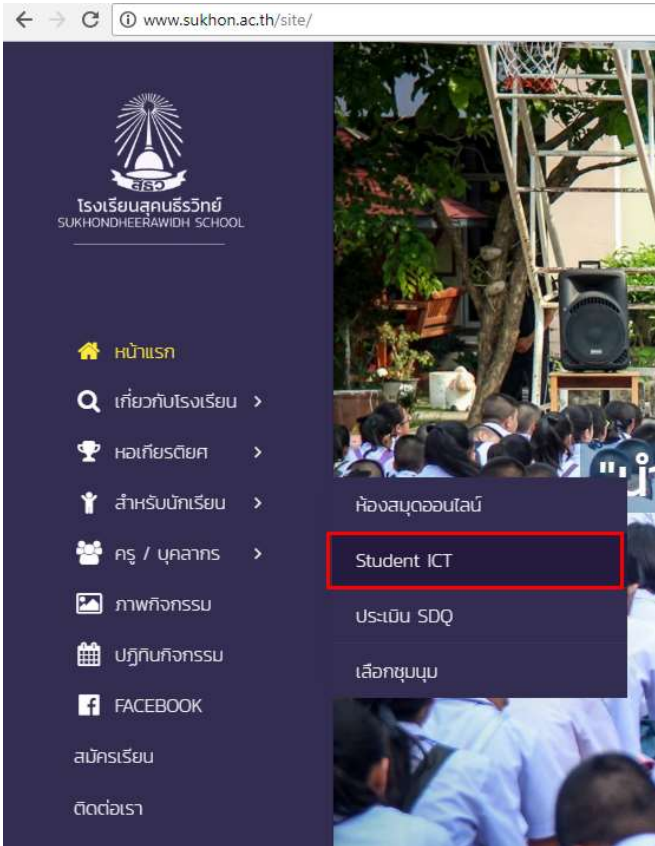 www.sukhon.ac.th/site/
สธว
โรงเรียนสุคนธีรวิทย์
SUKHONDHEERAWIDH SCHOOL
หน้าแรก
เกี่ยวกับโรงเรียน
หอเกียรติยศ
สำหรับนักเรียน
ครู / บุคลากร
ภาพกิจกรรม
ปฏิทินกิจกรรม
FACEBOOK
สมัครเรียน
ติดต่อเรา
ห้องสมุดออนไลน์
Student ICT
ประเมิน SDQ
เลือกชุมนุม